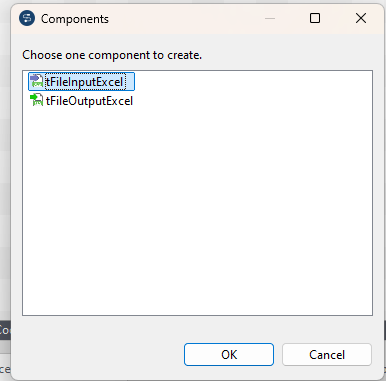 Components
Choose one component to create.
tFileInputExcel
tFileOutputExcel
OK
Cancel